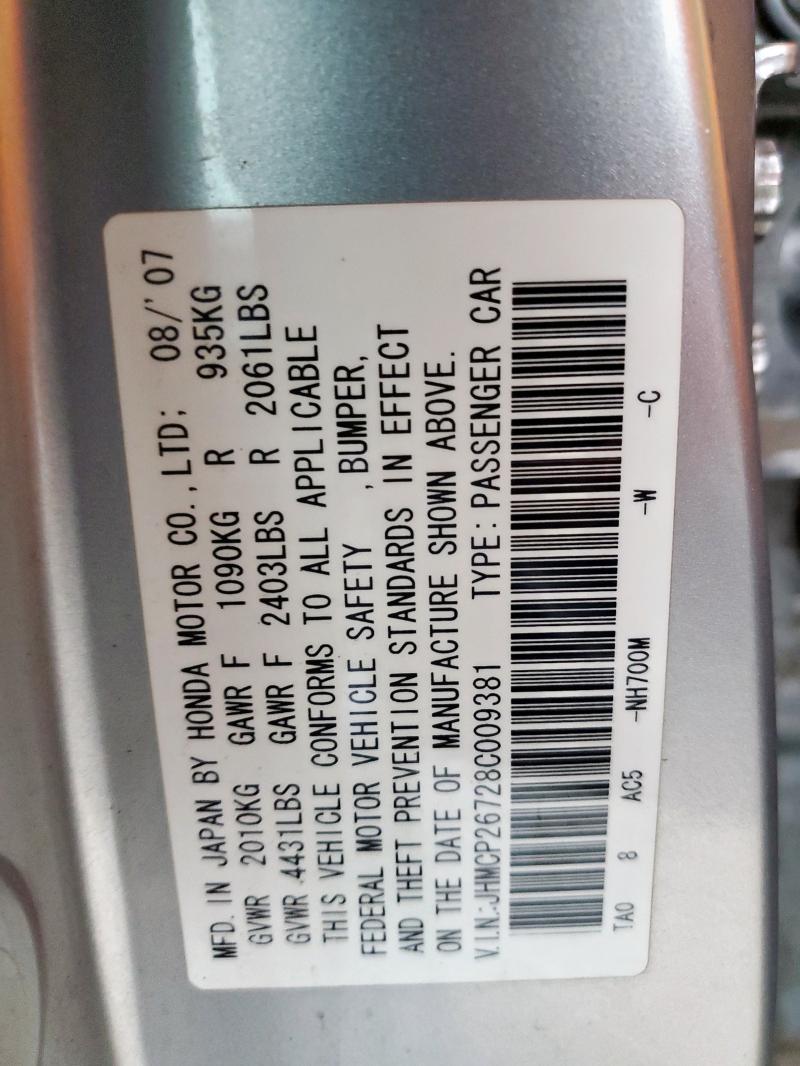 MFD. IN JAPAN BY HONDA MOTOR CO., LTD; 08/'07
GVWR 2010KG GAWR F 1090KG R 935KG
GVWR 4431LBS GAWR F 2403LBS R 2061LBS
THIS VEHICLE CONFORMS TO ALL APPLICABLE
FEDERAL MOTOR VEHICLE SAFETY , BUMPER,
AND THEFT PREVENTION STANDARDS IN EFFECT
ON THE DATE OF MANUFACTURE SHOWN ABOVE.
V.I.N.:JHMCP26728C009381 TYPE:PASSENGER CAR
TA0 8 AC5 -NH700M -W -C